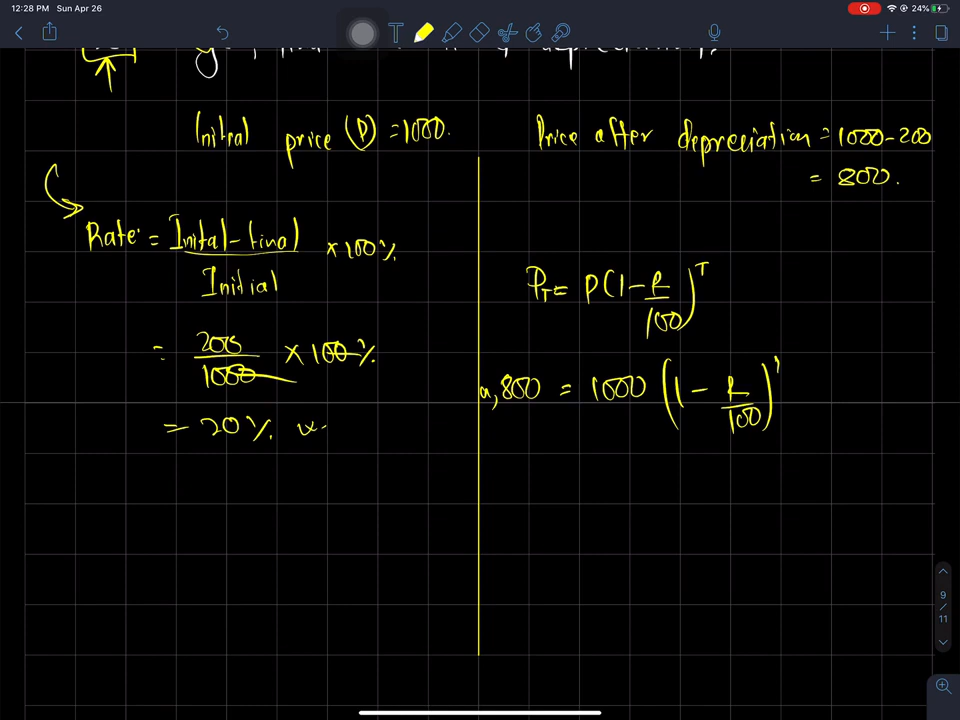 12:28 PM Sun Apr 26
24%
depreciation?
Initial price (P) = 1000.
Price after depreciation = 1000 - 200
= 800.
Rate = Inital - final / Initial × 100%
= 200 / 1000 × 100%
= 20%
P_T = P(1 - R/100)^T
a, 800 = 1000 (1 - R/100)^1
9
/
11